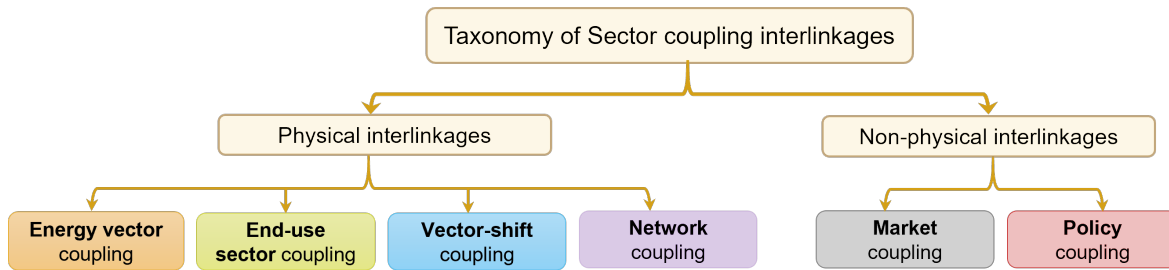 Taxonomy of Sector coupling interlinkages
Physical interlinkages
Non-physical interlinkages
Energy vector
coupling
End-use
sector coupling
Vector-shift
coupling
Network
coupling
Market
coupling
Policy
coupling